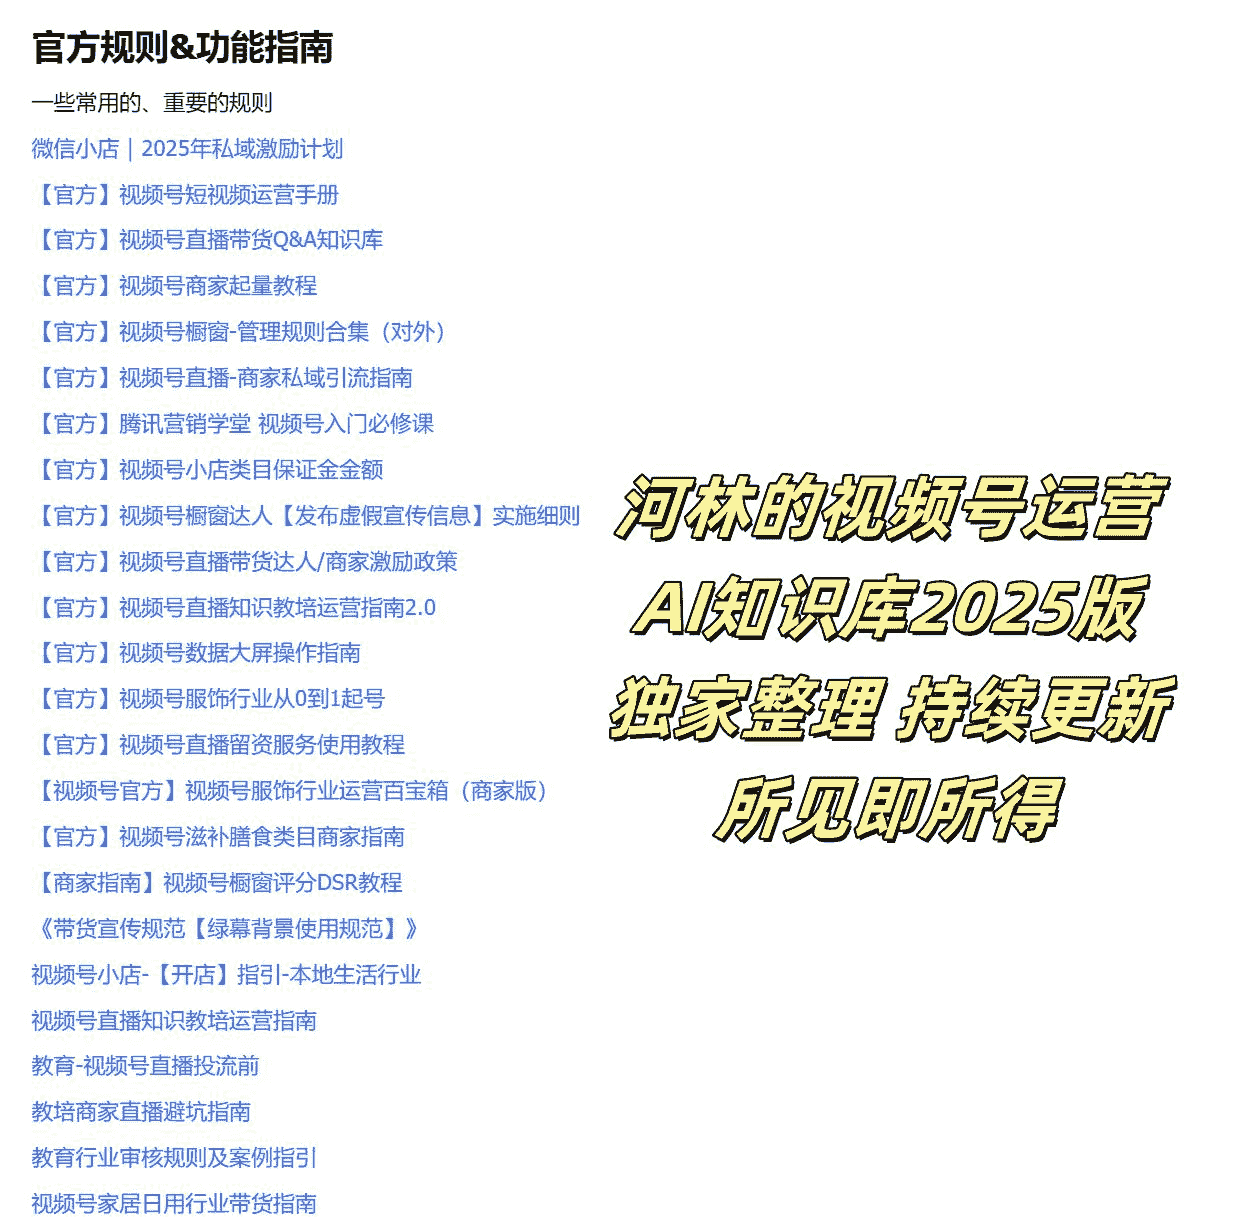 官方规则&功能指南
一些常用的、重要的规则
微信小店｜2025年私域激励计划
【官方】视频号短视频运营手册
【官方】视频号直播带货Q&A知识库
【官方】视频号商家起量教程
【官方】视频号橱窗-管理规则合集（对外）
【官方】视频号直播-商家私域引流指南
【官方】腾讯营销学堂 视频号入门必修课
【官方】视频号小店类目保证金金额
【官方】视频号橱窗达人【发布虚假宣传信息】实施细则
【官方】视频号直播带货达人/商家激励政策
【官方】视频号直播知识教培运营指南2.0
【官方】视频号数据大屏操作指南
【官方】视频号服饰行业从0到1起号
【官方】视频号直播留资服务使用教程
【视频号官方】视频号服饰行业运营百宝箱（商家版）
【官方】视频号滋补膳食类目商家指南
【商家指南】视频号橱窗评分DSR教程
《带货宣传规范【绿幕背景使用规范】》
视频号小店-【开店】指引-本地生活行业
视频号直播知识教培运营指南
教育-视频号直播投流前
教培商家直播避坑指南
教育行业审核规则及案例指引
视频号家居日用行业带货指南
河林的视频号运营
AI知识库2025版
独家整理 持续更新
所见即所得